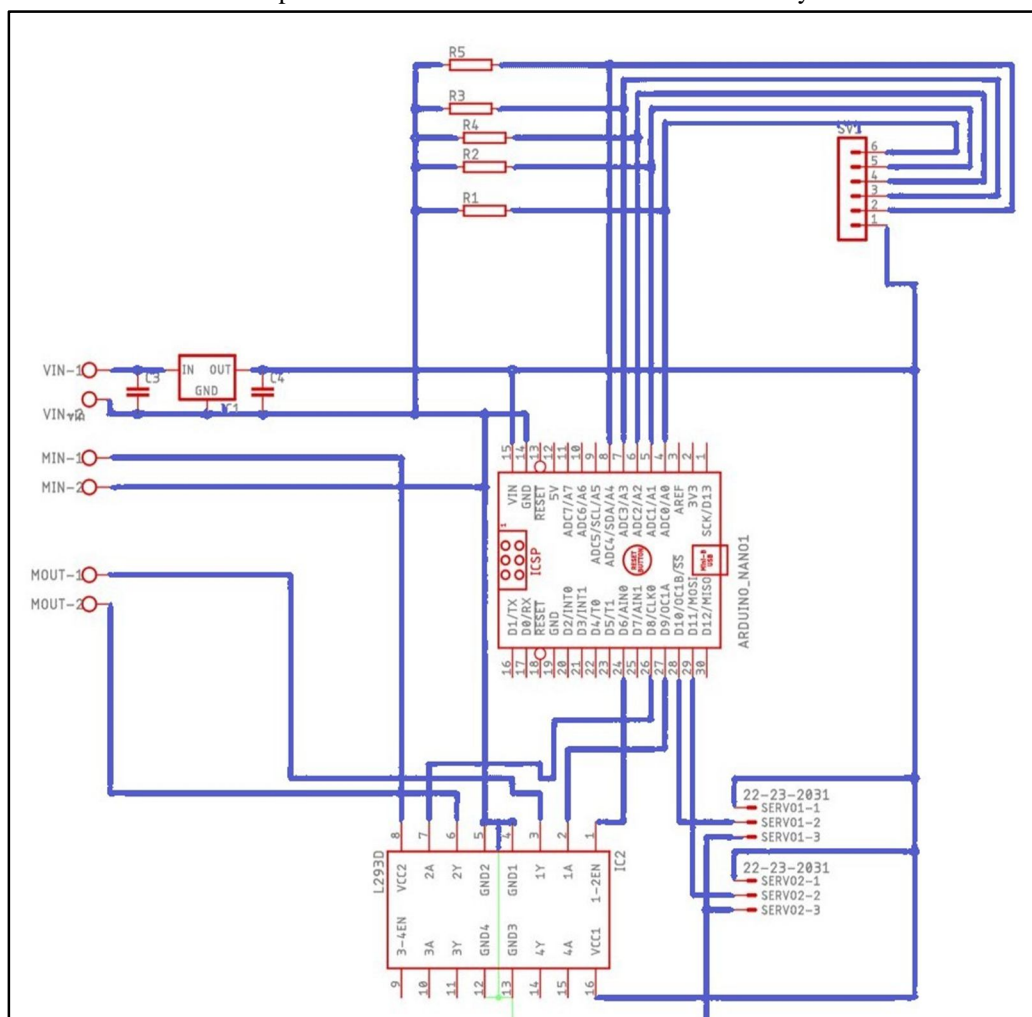 R5
R3
R4
R2
R1
SV1
6
5
4
3
2
1
VIN-1
IN OUT
GND
C3
C4
MIN-1
MIN-2
MOUT-1
MOUT-2
15 14 13 12 11 10 9 8 7 6 5 4 3 2 1
VIN
GND
RESET
5V
ADC7/A7
ADC6/A6
ADC5/SCL/A5
ADC4/SDA/A4
ADC3/A3
ADC2/A2
ADC1/A1
ADC0/A0
AREF
3V3
SCK/D13
1
ICSP
RESET BUTTON
Mini-B USB
ARDUINO_NANO1
D1/TX
D0/RX
RESET
GND
D2/INT0
D3/INT1
D4/T0
D5/T1
D6/AIN0
D7/AIN1
D8/CLK0
D9/OC1A
D10/OC1B/SS
D11/MOSI
D12/MISO
16 17 18 19 20 21 22 23 24 25 26 27 28 29 30
22-23-2031
SERVO1-1
SERVO1-2
SERVO1-3
22-23-2031
SERVO2-1
SERVO2-2
SERVO2-3
8 7 6 5 4 3 2 1
L293D
VCC2
2A
2Y
GND2
GND1
1Y
1A
1-2EN
IC2
3-4EN
3A
3Y
GND4
GND3
4Y
4A
VCC1
9 10 11 12 13 14 15 16